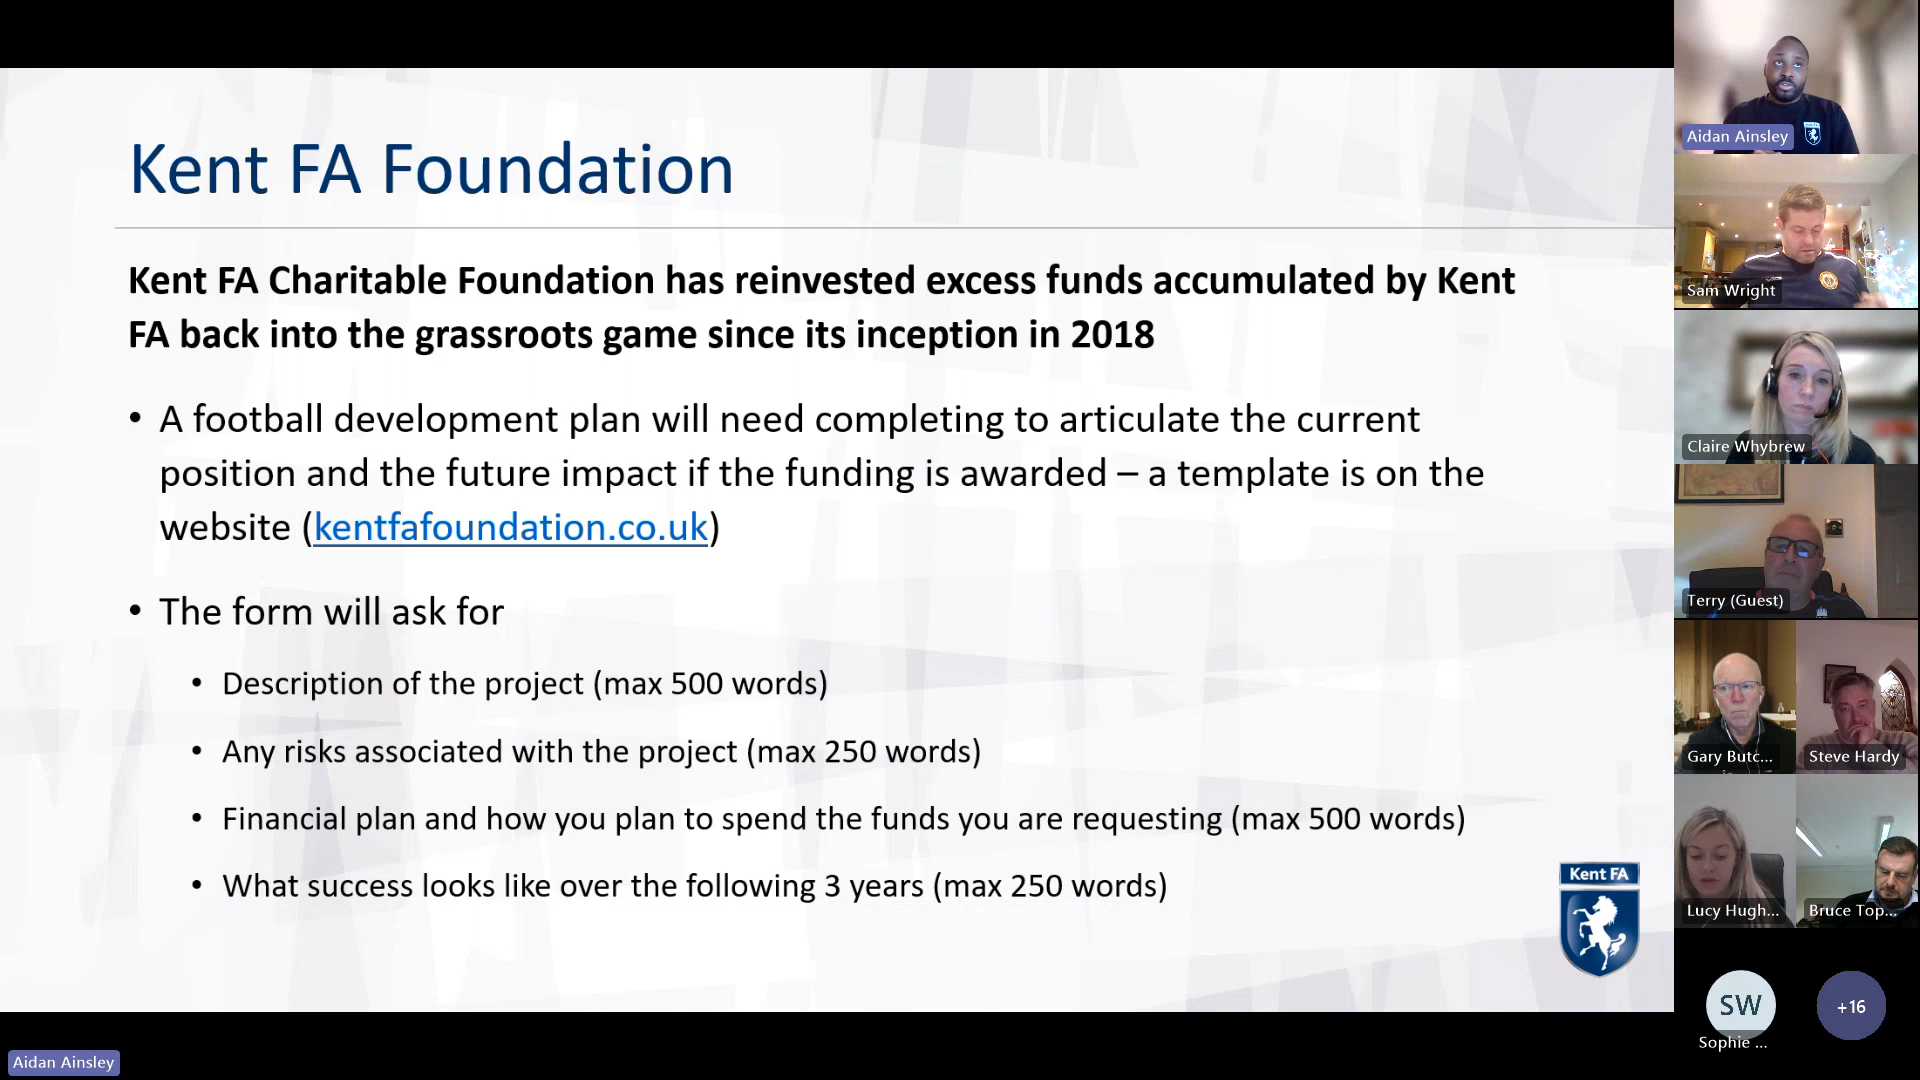 Kent FA Foundation
Kent FA Charitable Foundation has reinvested excess funds accumulated by Kent
FA back into the grassroots game since its inception in 2018
• A football development plan will need completing to articulate the current
position and the future impact if the funding is awarded – a template is on the
website (kentfafoundation.co.uk)
• The form will ask for
• Description of the project (max 500 words)
• Any risks associated with the project (max 250 words)
• Financial plan and how you plan to spend the funds you are requesting (max 500 words)
• What success looks like over the following 3 years (max 250 words)
Kent FA
Aidan Ainsley
Aidan Ainsley
Sam Wright
Claire Whybrew
Terry (Guest)
Gary Butc...
Steve Hardy
Lucy Hugh...
Bruce Top...
SW
Sophie ...
+16